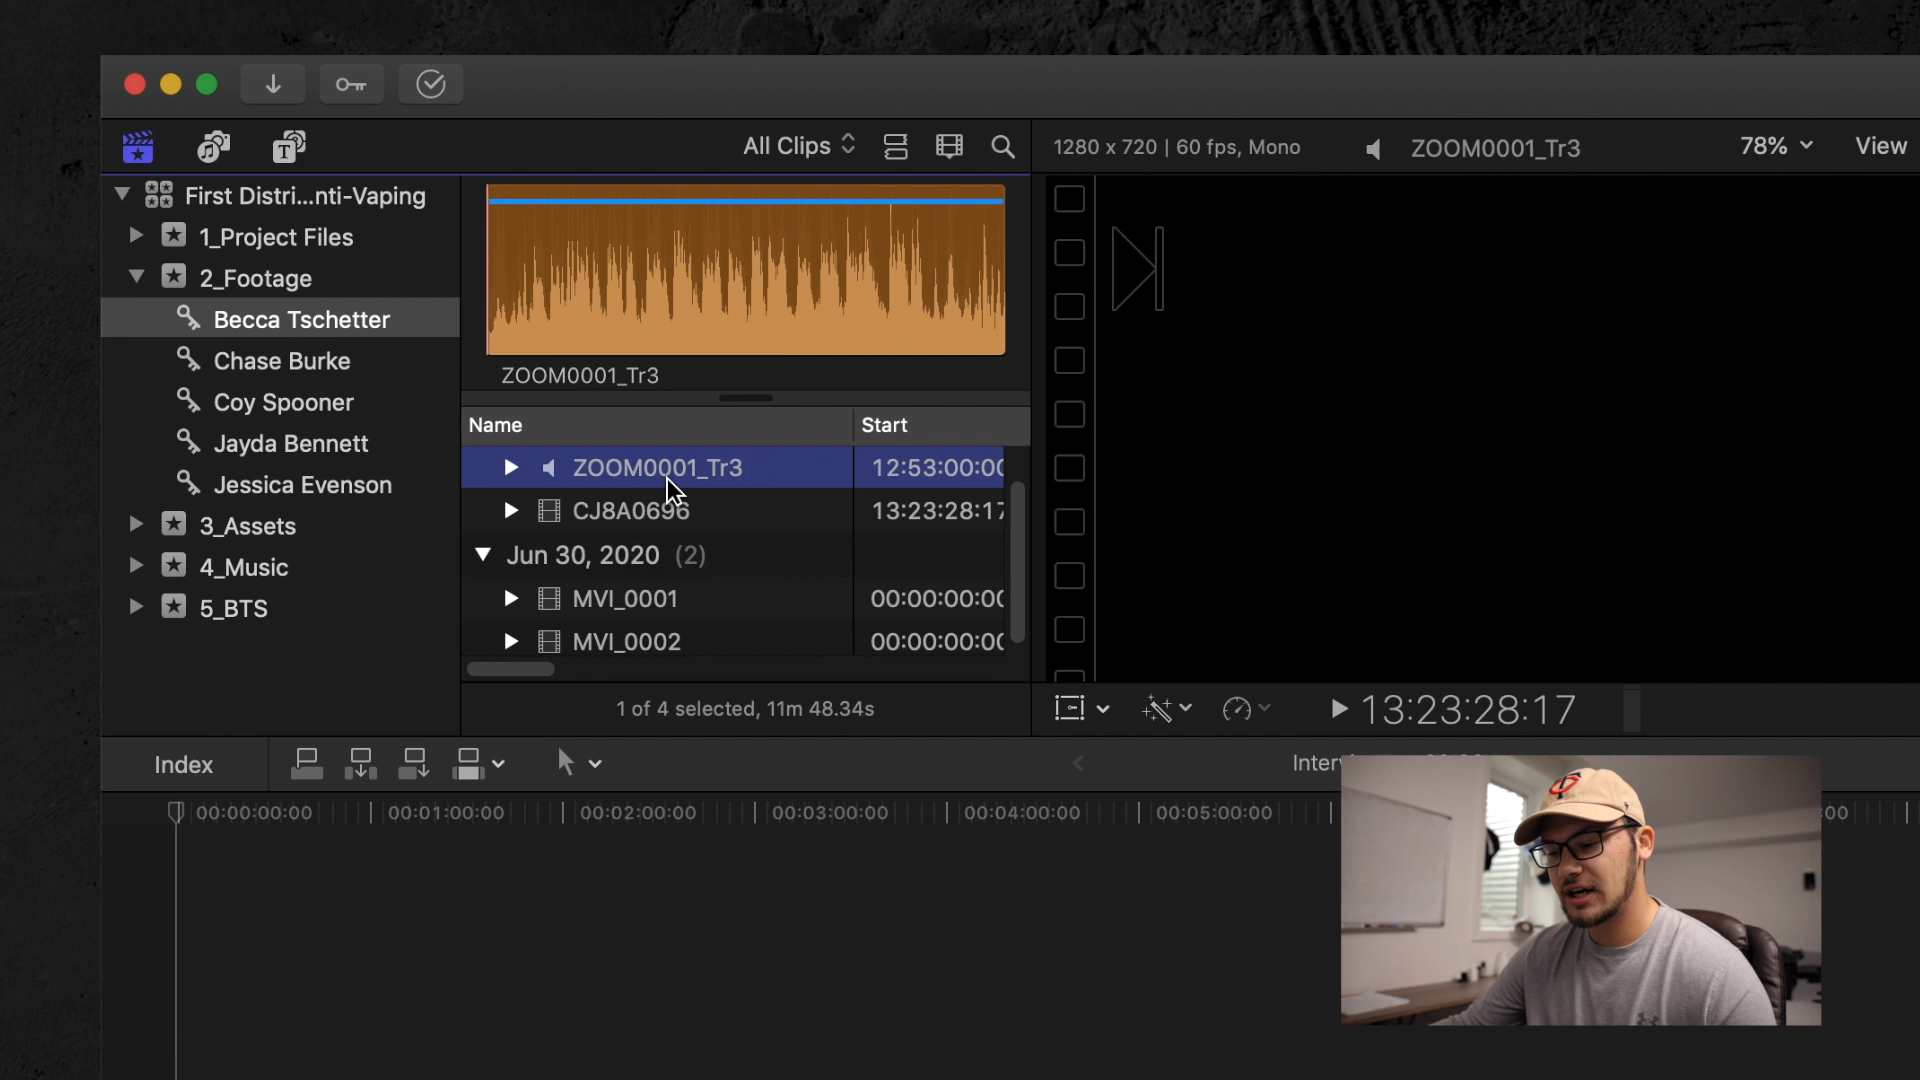 All Clips
1280 x 720 | 60 fps, Mono
ZOOM0001_Tr3
78%
View
First Distri...nti-Vaping
1_Project Files
2_Footage
Becca Tschetter
Chase Burke
Coy Spooner
Jayda Bennett
Jessica Evenson
3_Assets
4_Music
5_BTS
ZOOM0001_Tr3
Name Start
ZOOM0001_Tr3 12:53:00:00
CJ8A0696 13:23:28:17
Jun 30, 2020 (2)
MVI_0001 00:00:00:00
MVI_0002 00:00:00:00
1 of 4 selected, 11m 48.34s
13:23:28:17
Index
00:00:00:00 00:01:00:00 00:02:00:00 00:03:00:00 00:04:00:00 00:05:00:00